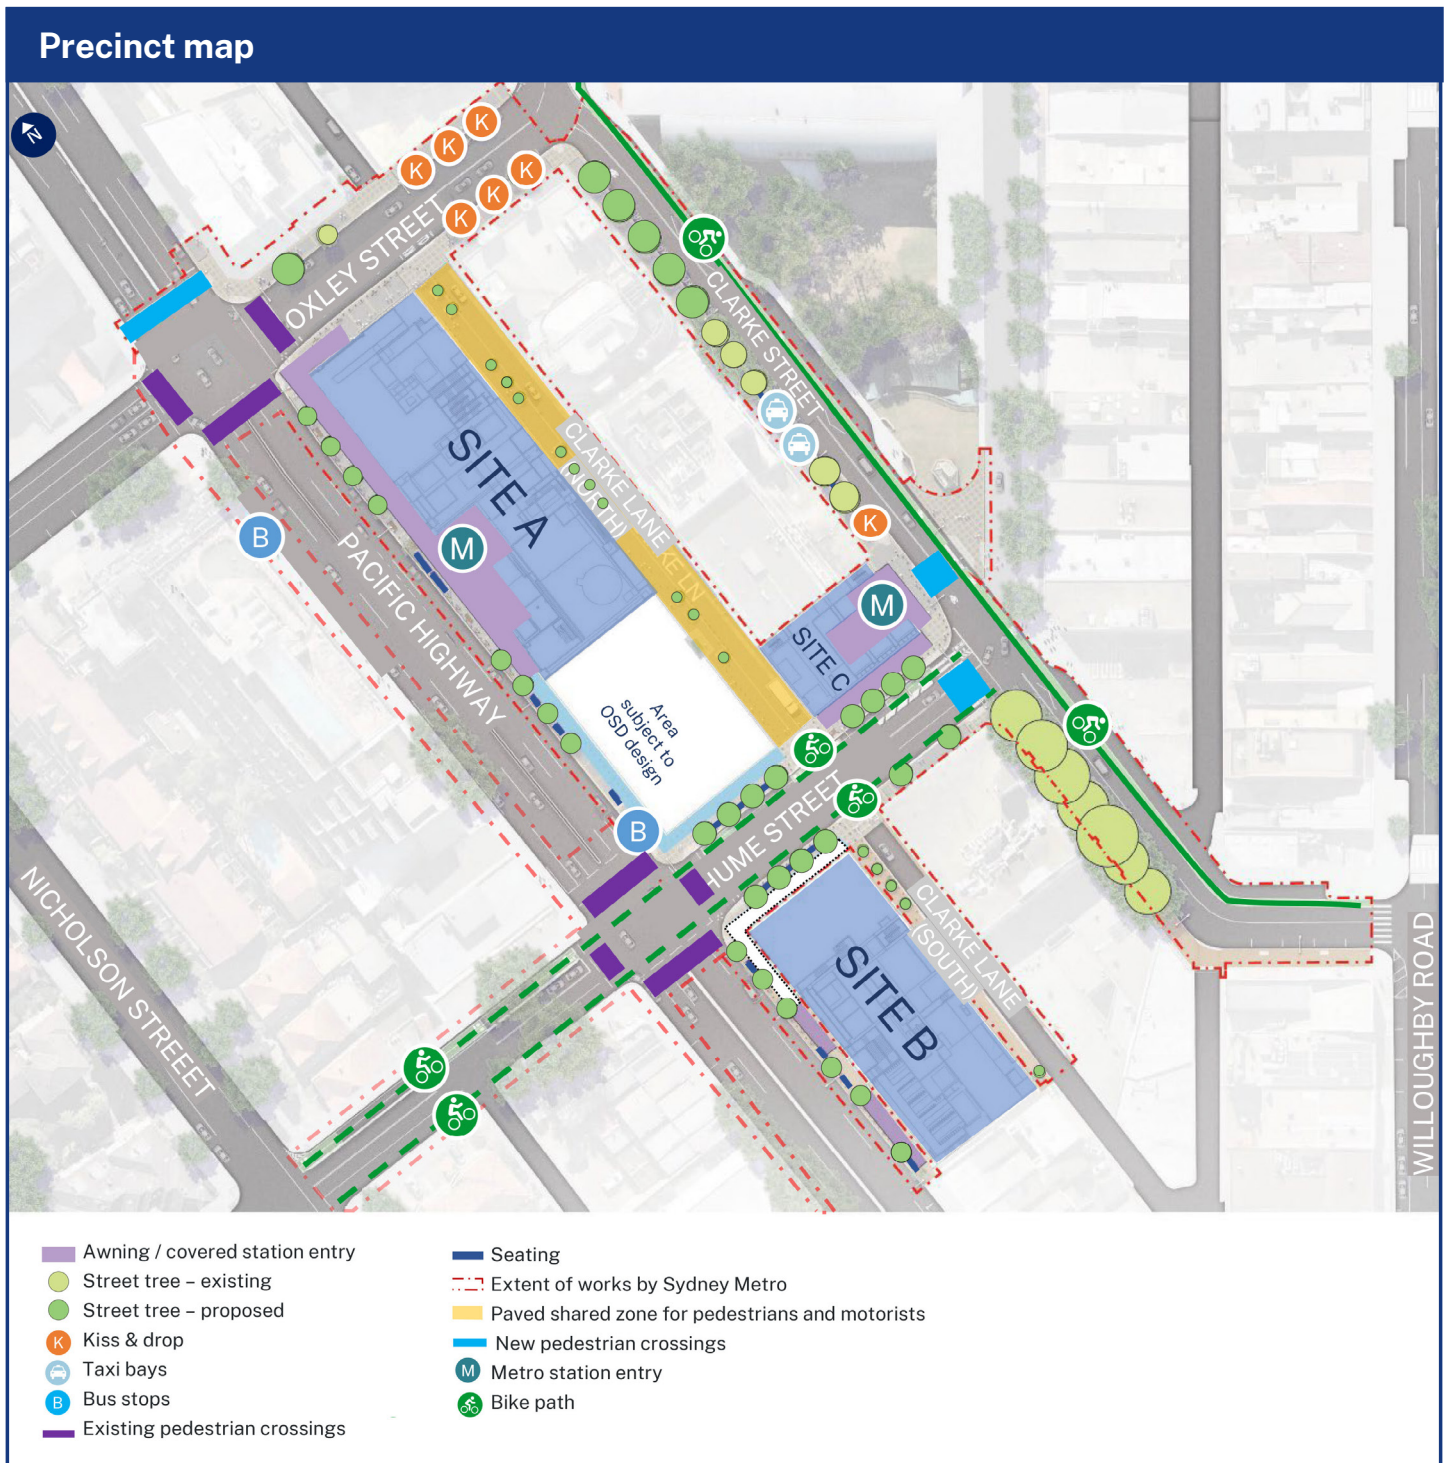 Precinct map
N
K
K
K
K
K
K
OXLEY STREET
CLARKE STREET
CLARKE LANE
(NORTH)
KE LN
K
SITE A
M
M
B
PACIFIC HIGHWAY
SITE C
Area
subject to
OSD design
B
HUME STREET
NICHOLSON STREET
CLARKE LANE
(SOUTH)
SITE B
WILLOUGHBY ROAD
Awning / covered station entry
Street tree – existing
Street tree – proposed
K Kiss & drop
Taxi bays
B Bus stops
Existing pedestrian crossings
Seating
Extent of works by Sydney Metro
Paved shared zone for pedestrians and motorists
New pedestrian crossings
M Metro station entry
Bike path